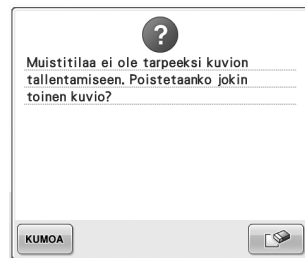 ?
Muistitilaa ei ole tarpeeksi kuvion
tallentamiseen. Poistetaanko jokin
toinen kuvio?
KUMOA